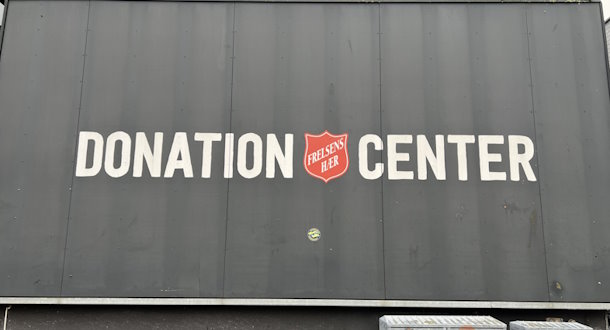 DONATION FRELSENS HÆR CENTER